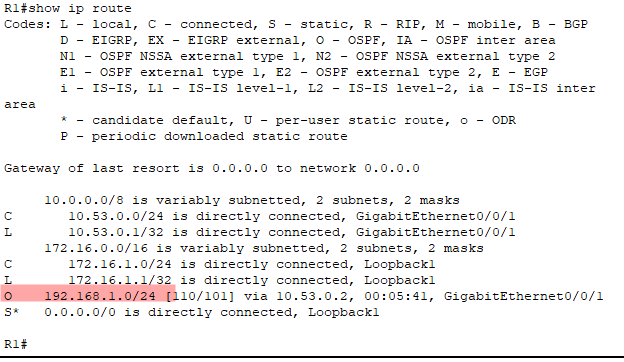 R1#show ip route
Codes: L - local, C - connected, S - static, R - RIP, M - mobile, B - BGP
D - EIGRP, EX - EIGRP external, O - OSPF, IA - OSPF inter area
N1 - OSPF NSSA external type 1, N2 - OSPF NSSA external type 2
E1 - OSPF external type 1, E2 - OSPF external type 2, E - EGP
i - IS-IS, L1 - IS-IS level-1, L2 - IS-IS level-2, ia - IS-IS inter
area
* - candidate default, U - per-user static route, o - ODR
P - periodic downloaded static route
Gateway of last resort is 0.0.0.0 to network 0.0.0.0
10.0.0.0/8 is variably subnetted, 2 subnets, 2 masks
C 10.53.0.0/24 is directly connected, GigabitEthernet0/0/1
L 10.53.0.1/32 is directly connected, GigabitEthernet0/0/1
172.16.0.0/16 is variably subnetted, 2 subnets, 2 masks
C 172.16.1.0/24 is directly connected, Loopback1
L 172.16.1.1/32 is directly connected, Loopback1
O 192.168.1.0/24 [110/101] via 10.53.0.2, 00:05:41, GigabitEthernet0/0/1
S* 0.0.0.0/0 is directly connected, Loopback1
R1#